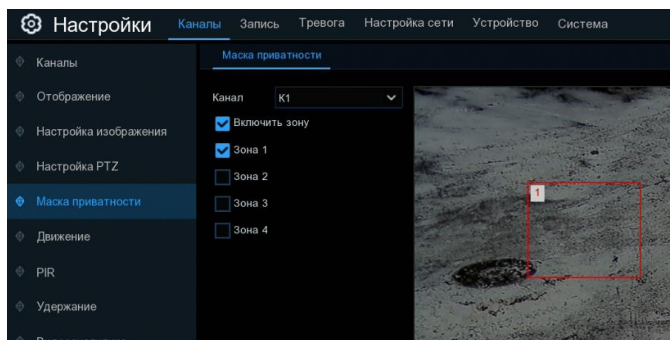 Настройки Каналы Запись Тревога Настройка сети Устройство Система
Каналы
Отображение
Настройка изображения
Настройка PTZ
Маска приватности
Движение
PIR
Удержание
Маска приватности
Канал K1
Включить зону
Зона 1
Зона 2
Зона 3
Зона 4
1